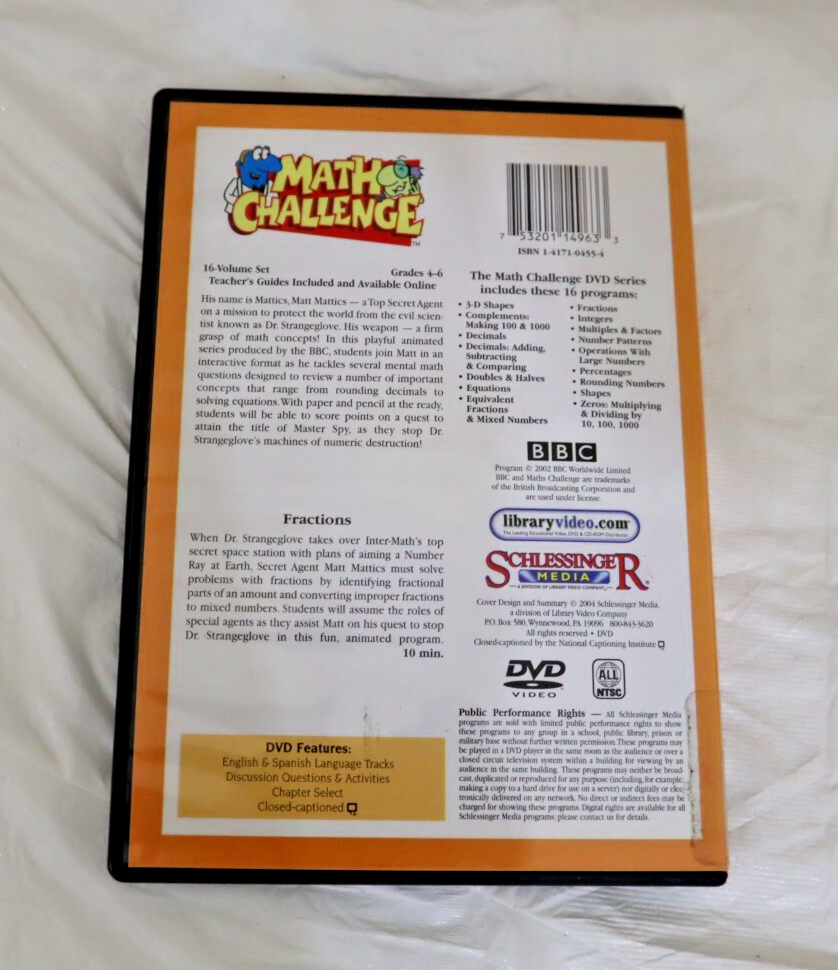 MATH
CHALLENGE™
7 53201 14963 3
ISBN 1-4171-0455-4
16-Volume Set Grades 4-6
Teacher's Guides Included and Available Online
His name is Mattics, Matt Mattics — a Top Secret Agent
on a mission to protect the world from the evil scien-
tist known as Dr. Strangeglove. His weapon — a firm
grasp of math concepts! In this playful animated
series produced by the BBC, students join Matt in an
interactive format as he tackles several mental math
questions designed to review a number of important
concepts that range from rounding decimals to
solving equations. With paper and pencil at the ready,
students will be able to score points on a quest to
attain the title of Master Spy, as they stop Dr.
Strangeglove's machines of numeric destruction!
Fractions
When Dr. Strangeglove takes over Inter-Math's top
secret space station with plans of aiming a Number
Ray at Earth, Secret Agent Matt Mattics must solve
problems with fractions by identifying fractional
parts of an amount and converting improper fractions
to mixed numbers. Students will assume the roles of
special agents as they assist Matt on his quest to stop
Dr. Strangeglove in this fun, animated program.
10 min.
DVD Features:
English & Spanish Language Tracks
Discussion Questions & Activities
Chapter Select
Closed-captioned
The Math Challenge DVD Series
includes these 16 programs:
• 3-D Shapes
• Complements:
Making 100 & 1000
• Decimals
• Decimals: Adding,
Subtracting
& Comparing
• Doubles & Halves
• Equations
• Equivalent
Fractions
& Mixed Numbers
• Fractions
• Integers
• Multiples & Factors
• Number Patterns
• Operations With
Large Numbers
• Percentages
• Rounding Numbers
• Shapes
• Zeros: Multiplying
& Dividing by
10, 100, 1000
BBC
Program © 2002 BBC Worldwide Limited
BBC and Maths Challenge are trademarks
of the British Broadcasting Corporation and
are used under license.
libraryvideo.com
The Leading Educational Video, DVD & CD-ROM Distributor
SCHLESSINGER
MEDIA
A DIVISION OF LIBRARY VIDEO COMPANY
Cover Design and Summary © 2004 Schlessinger Media,
a division of Library Video Company
P.O. Box 580, Wynnewood, PA 19096 800-843-3620
All rights reserved • DVD
Closed-captioned by the National Captioning Institute
DVD
VIDEO
ALL
NTSC
Public Performance Rights — All Schlessinger Media
programs are sold with limited public performance rights to show
these programs to any group in a school, public library, prison or
military base without further written permission. These programs may
be played in a DVD player in the same room as the audience or over a
closed circuit television system within a building for viewing by an
audience in the same building. These programs may neither be broad-
cast, duplicated or reproduced for any purpose (including, for example,
making a copy to a hard drive for use on a server) nor digitally or elec-
tronically delivered on any network. No direct or indirect fees may be
charged for showing these programs. Digital rights are available for all
Schlessinger Media programs, please contact us for details.